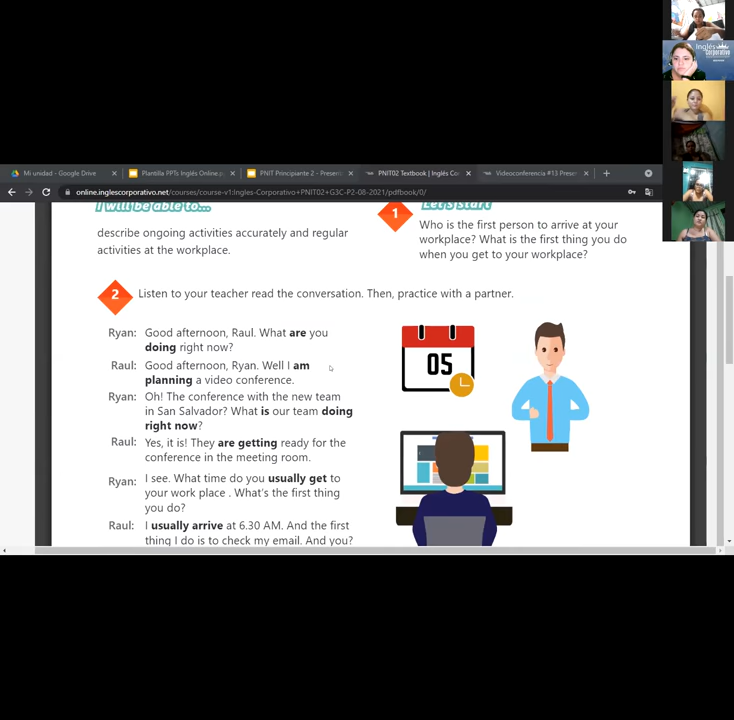 Inglés
corporativo
Mi unidad - Google Drive
Plantilla PPTs Inglés Online.p
PNIT Principiante 2 - Present
PNIT02 Textbook | Inglés Co
Videoconferencia #13 Prese
online.inglescorporativo.net/courses/course-v1:Ingles-Corporativo+PNIT02+G3C-P2-08-2021/pdfbook/0/
I will be able to...
describe ongoing activities accurately and regular
activities at the workplace.
Let's start
1
Who is the first person to arrive at your
workplace? What is the first thing you do
when you get to your workplace?
2
Listen to your teacher read the conversation. Then, practice with a partner.
Ryan: Good afternoon, Raul. What are you
doing right now?
Raul: Good afternoon, Ryan. Well I am
planning a video conference.
Ryan: Oh! The conference with the new team
in San Salvador? What is our team doing
right now?
Raul: Yes, it is! They are getting ready for the
conference in the meeting room.
Ryan: I see. What time do you usually get to
your work place . What's the first thing
you do?
Raul: I usually arrive at 6.30 AM. And the first
thing I do is to check my email. And you?
05